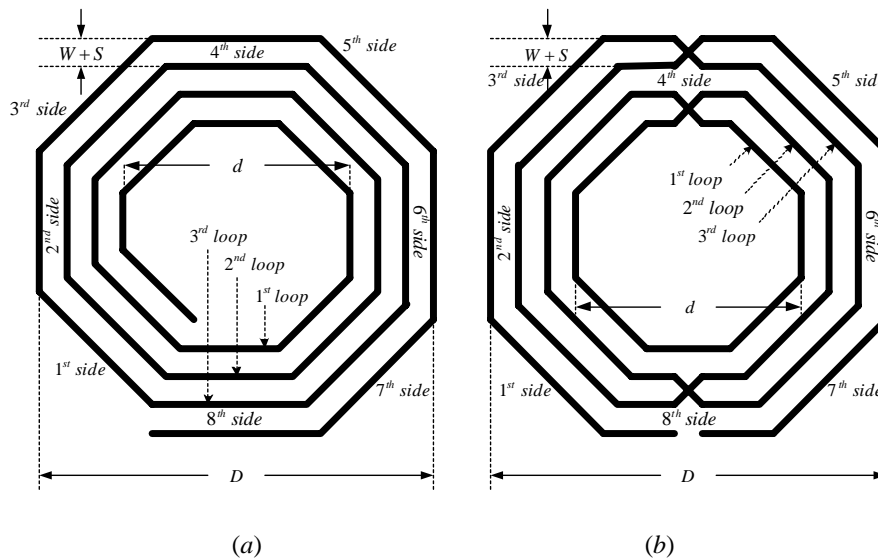 W + S
4th side
5th side
3rd side
d
2nd side
6th side
3rd loop
2nd loop
1st loop
1st side
7th side
8th side
D
(a)
W + S
3rd side
4th side
5th sid
1st loop
2nd loop
3rd loop
2nd side
6th side
d
1st side
7th side
8th side
D
(b)